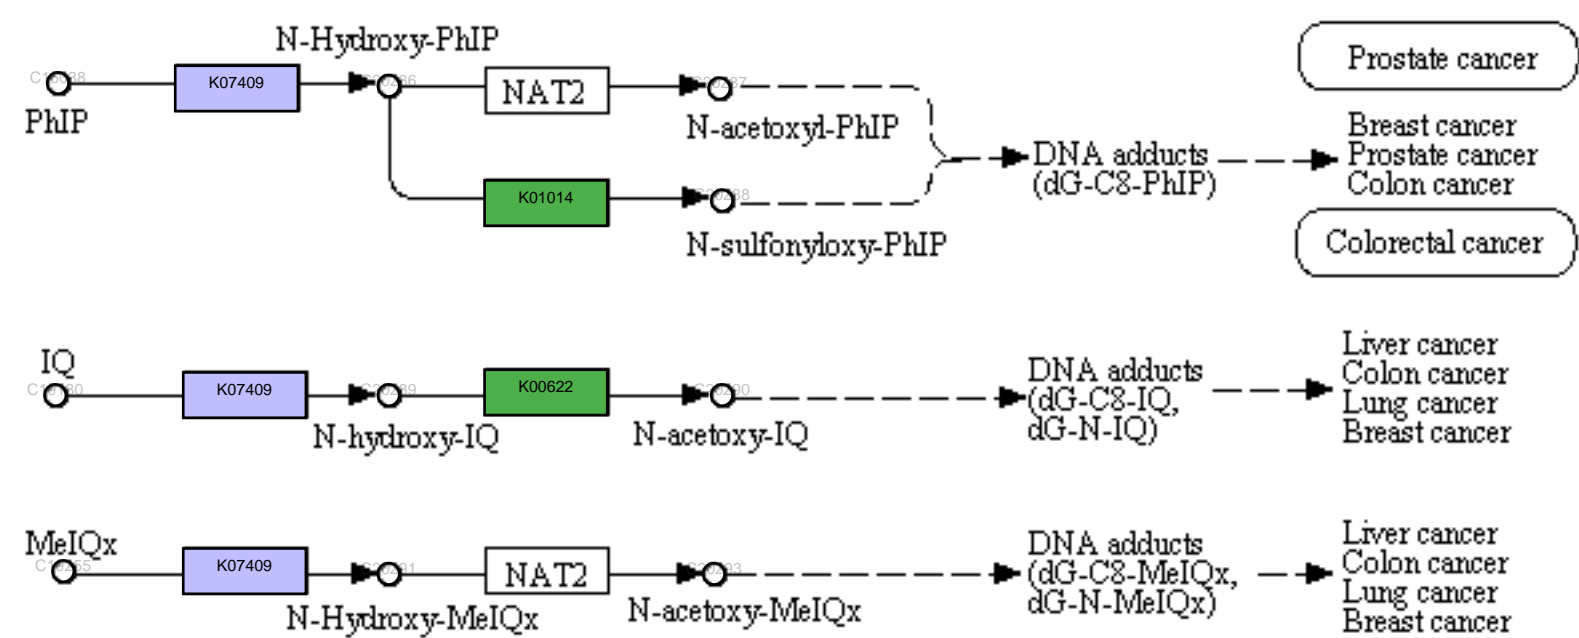 N-Hydroxy-PhIP
K07409
NAT2
PhIP
N-acetoxyl-PhIP
K01014
N-sulfonyloxy-PhIP
DNA adducts
(dG-C8-PhIP)
Prostate cancer
Breast cancer
Prostate cancer
Colon cancer
Colorectal cancer
IQ
K07409
K00622
N-hydroxy-IQ
N-acetoxy-IQ
DNA adducts
(dG-C8-IQ,
dG-N-IQ)
Liver cancer
Colon cancer
Lung cancer
Breast cancer
MeIQx
K07409
NAT2
N-Hydroxy-MeIQx
N-acetoxy-MeIQx
DNA adducts
(dG-C8-MeIQx,
dG-N-MeIQx)
Liver cancer
Colon cancer
Lung cancer
Breast cancer